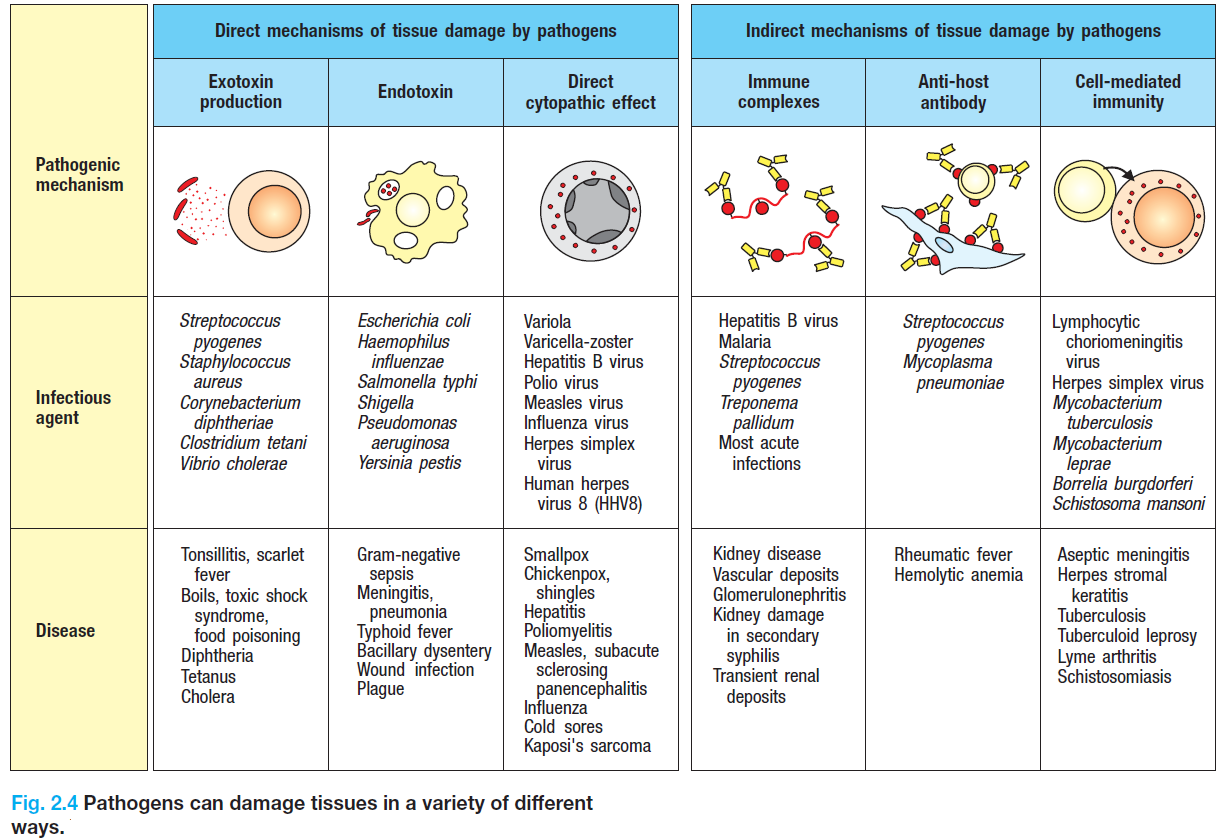 Direct mechanisms of tissue damage by pathogens
Indirect mechanisms of tissue damage by pathogens
Exotoxin
production
Endotoxin
Direct
cytopathic effect
Immune
complexes
Anti-host
antibody
Cell-mediated
immunity
Pathogenic
mechanism
Infectious
agent
Streptococcus
pyogenes
Staphylococcus
aureus
Corynebacterium
diphtheriae
Clostridium tetani
Vibrio cholerae
Escherichia coli
Haemophilus
influenzae
Salmonella typhi
Shigella
Pseudomonas
aeruginosa
Yersinia pestis
Variola
Varicella-zoster
Hepatitis B virus
Polio virus
Measles virus
Influenza virus
Herpes simplex
virus
Human herpes
virus 8 (HHV8)
Hepatitis B virus
Malaria
Streptococcus
pyogenes
Treponema
pallidum
Most acute
infections
Streptococcus
pyogenes
Mycoplasma
pneumoniae
Lymphocytic
choriomeningitis
virus
Herpes simplex virus
Mycobacterium
tuberculosis
Mycobacterium
leprae
Borrelia burgdorferi
Schistosoma mansoni
Disease
Tonsillitis, scarlet
fever
Boils, toxic shock
syndrome,
food poisoning
Diphtheria
Tetanus
Cholera
Gram-negative
sepsis
Meningitis,
pneumonia
Typhoid fever
Bacillary dysentery
Wound infection
Plague
Smallpox
Chickenpox,
shingles
Hepatitis
Poliomyelitis
Measles, subacute
sclerosing
panencephalitis
Influenza
Cold sores
Kaposi's sarcoma
Kidney disease
Vascular deposits
Glomerulonephritis
Kidney damage
in secondary
syphilis
Transient renal
deposits
Rheumatic fever
Hemolytic anemia
Aseptic meningitis
Herpes stromal
keratitis
Tuberculosis
Tuberculoid leprosy
Lyme arthritis
Schistosomiasis
Fig. 2.4 Pathogens can damage tissues in a variety of different
ways.